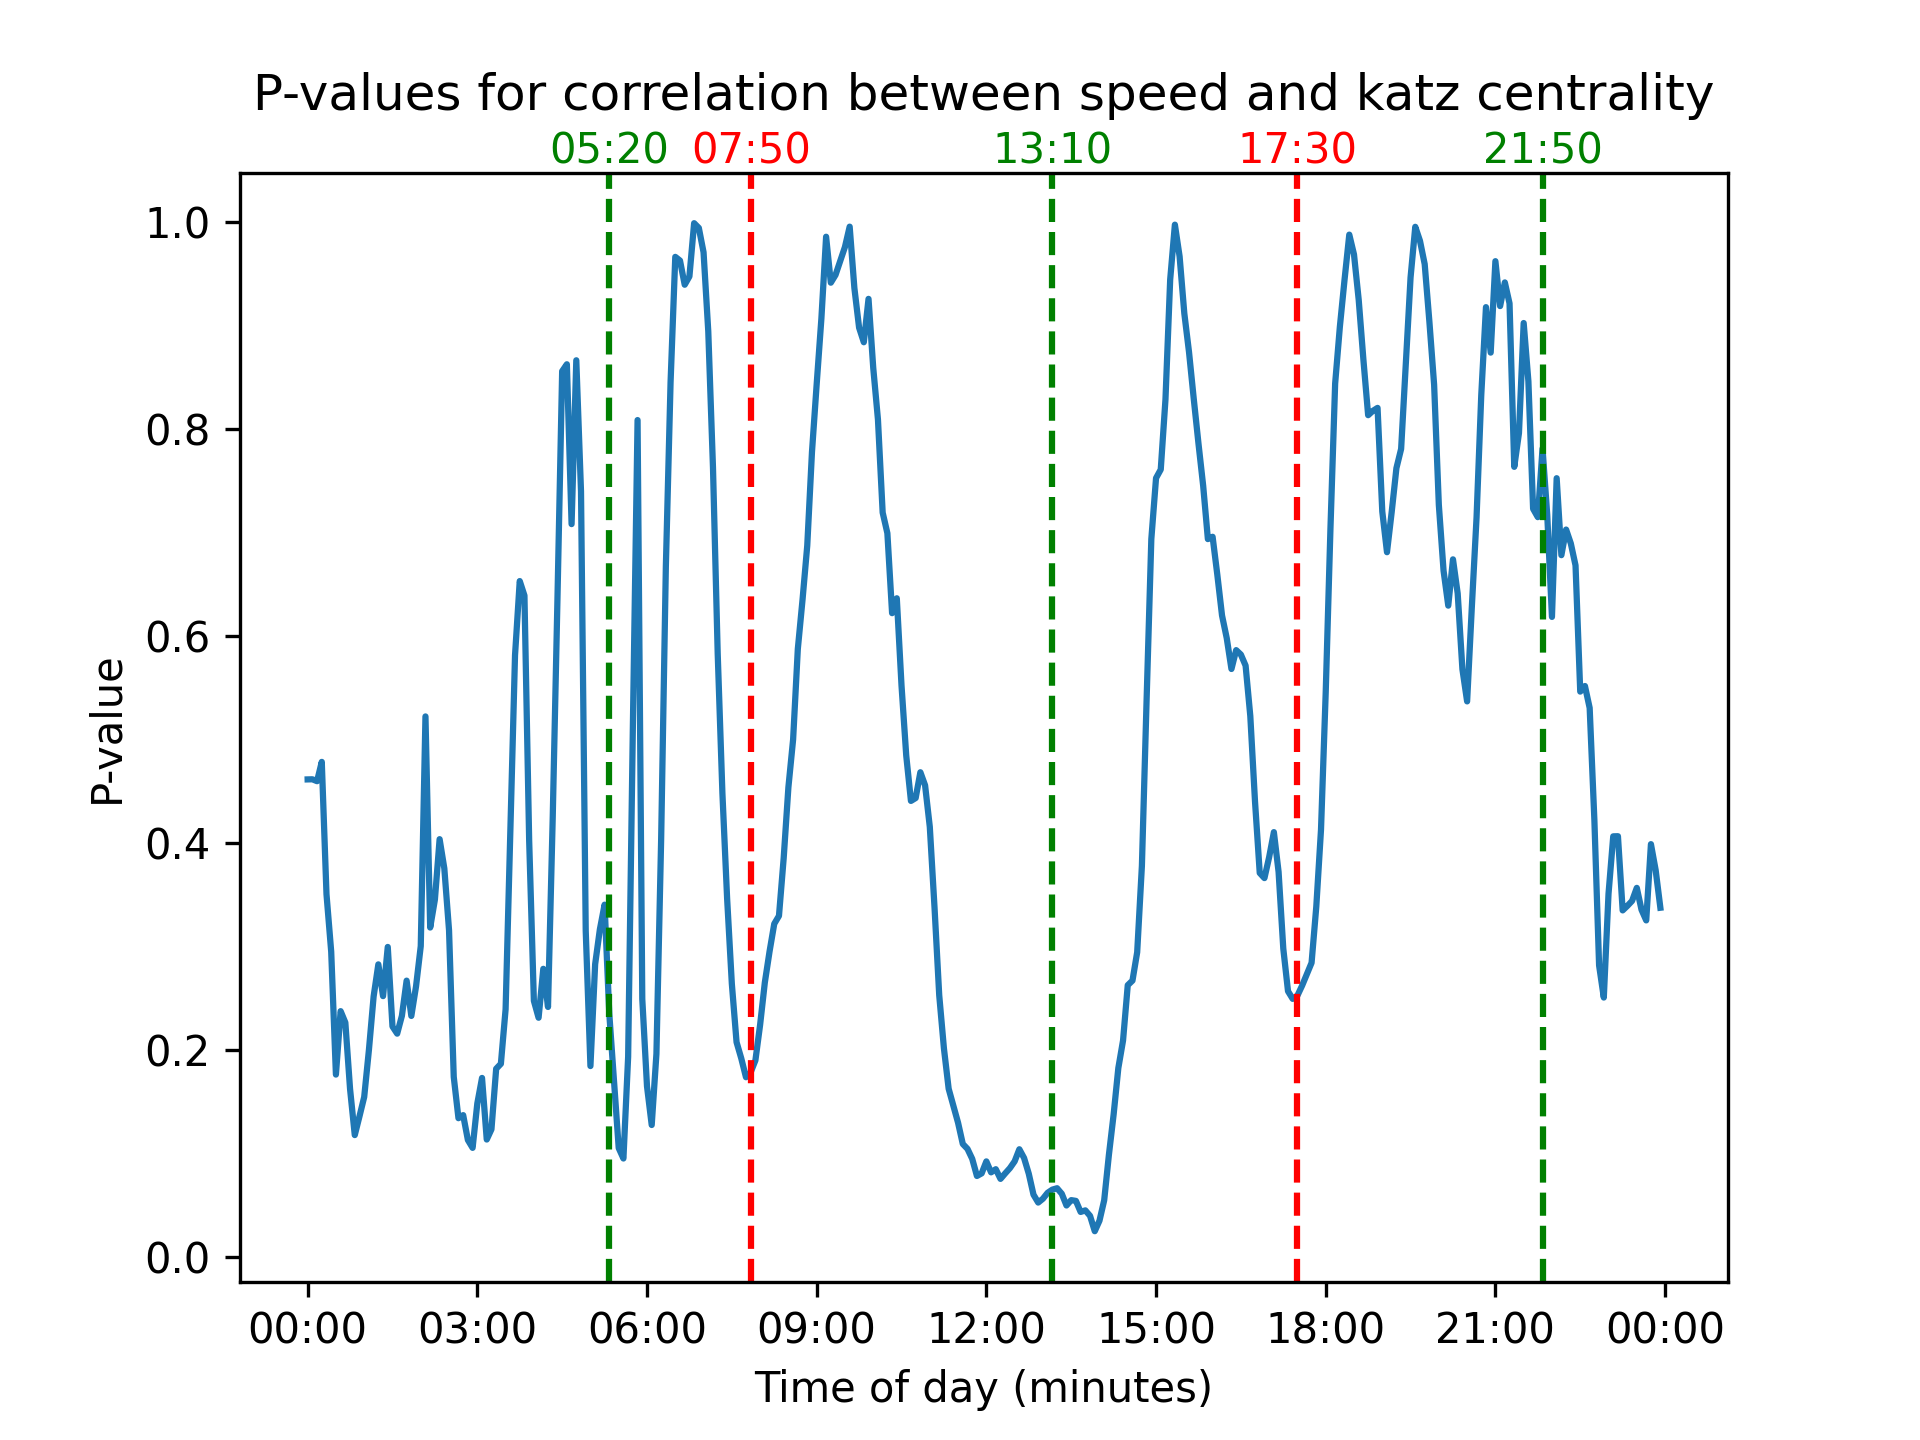 P-values for correlation between speed and katz centrality
05:20 07:50 13:10 17:30 21:50
1.0
0.8
0.6
0.4
0.2
0.0
P-value
00:00 03:00 06:00 09:00 12:00 15:00 18:00 21:00 00:00
Time of day (minutes)